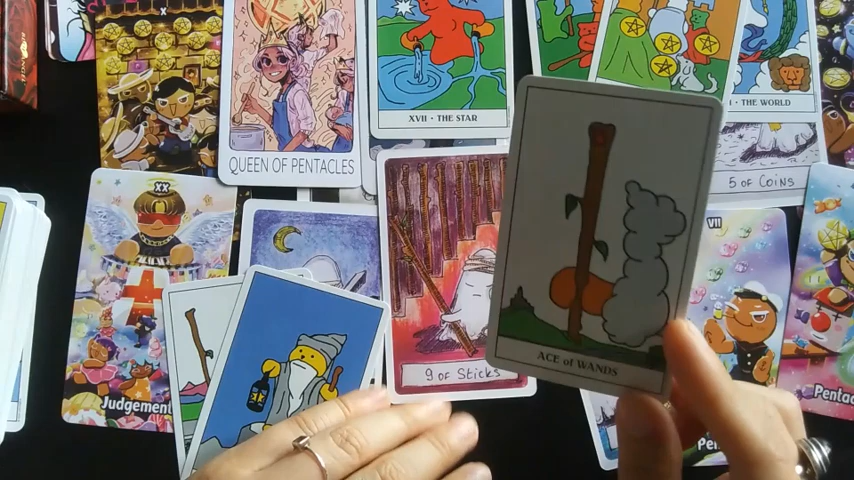 X
QUEEN OF PENTACLES
XVII • THE STAR
I • THE WORLD
5 OF COINS
XX
Judgement
9 OF Sticks
ACE of WANDS
VII
Pen
Pentac